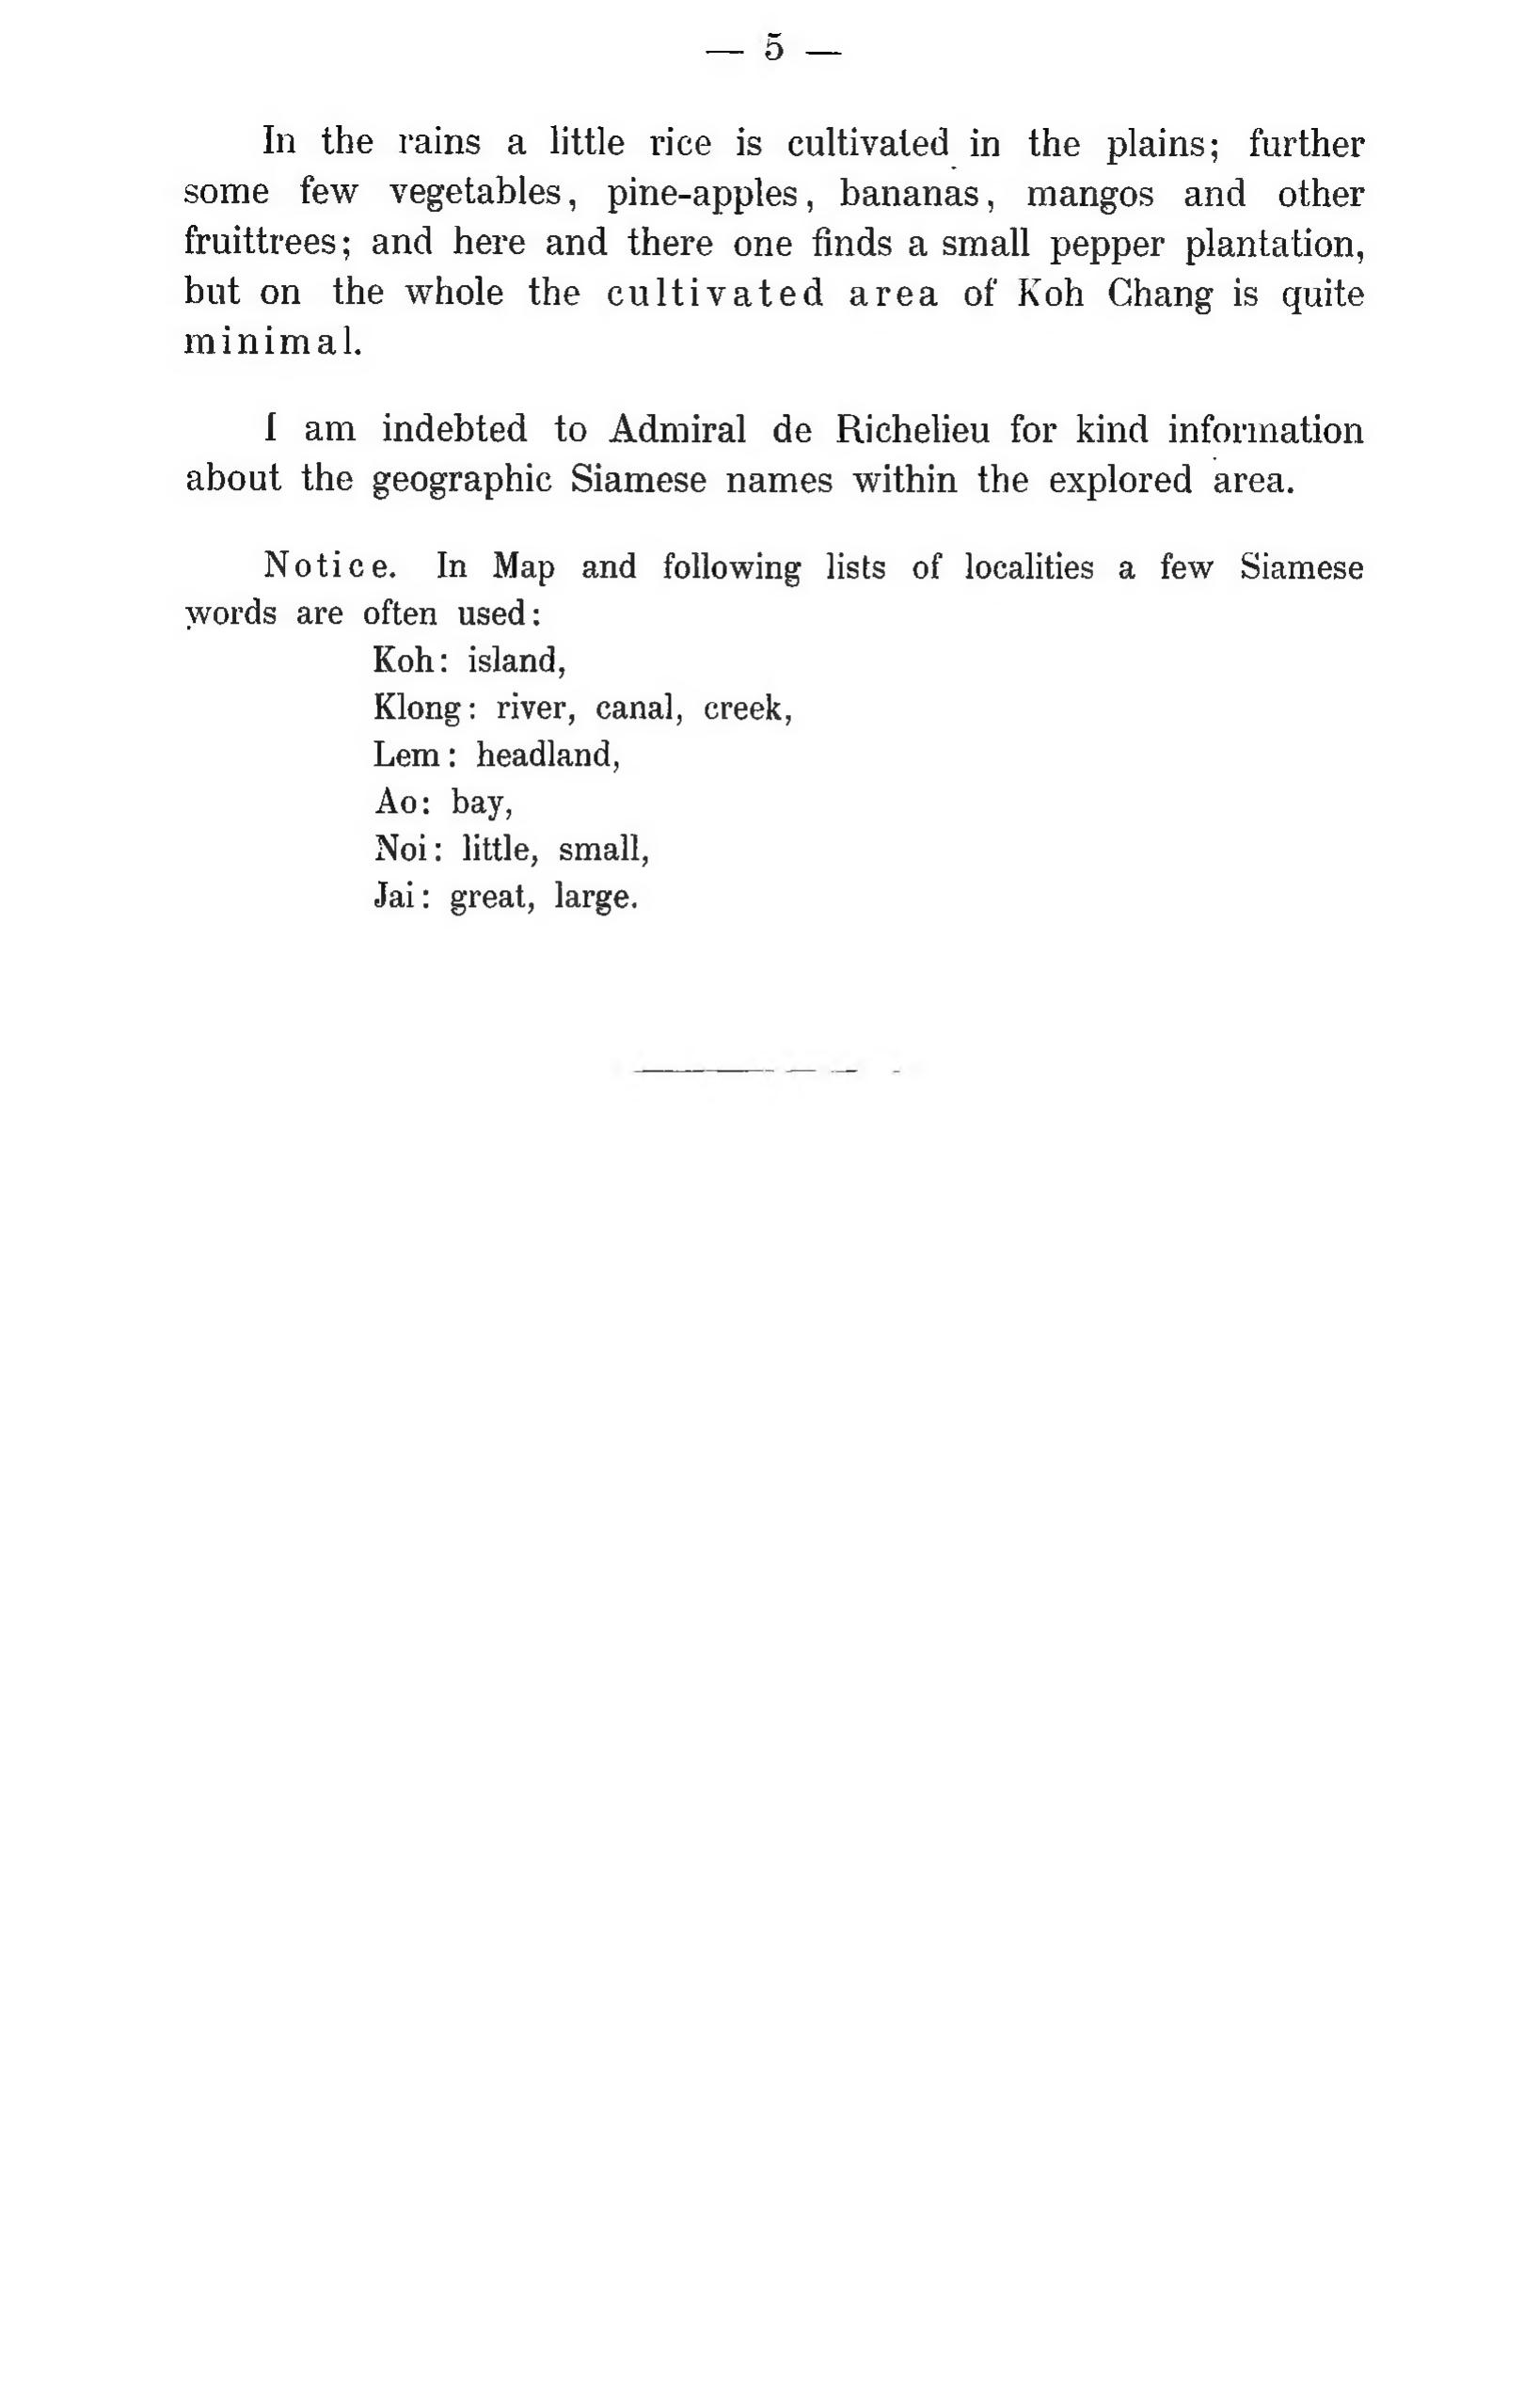 — 5 —
In the rains a little rice is cultivated in the plains; further
some few vegetables, pine-apples, bananas, mangos and other
fruittrees; and here and there one finds a small pepper plantation,
but on the whole the cultivated area of Koh Chang is quite
minimal.
I am indebted to Admiral de Richelieu for kind information
about the geographic Siamese names within the explored area.
Notice. In Map and following lists of localities a few Siamese
words are often used:
Koh: island,
Klong: river, canal, creek,
Lem: headland,
Ao: bay,
Noi: little, small,
Jai: great, large.